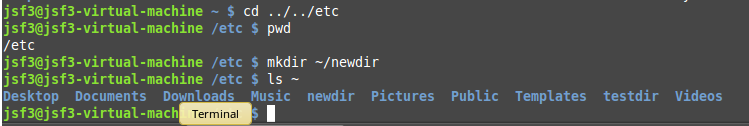 jsf3@jsf3-virtual-machine ~ $ cd ../../etc
jsf3@jsf3-virtual-machine /etc $ pwd
/etc
jsf3@jsf3-virtual-machine /etc $ mkdir ~/newdir
jsf3@jsf3-virtual-machine /etc $ ls ~
Desktop Documents Downloads Music newdir Pictures Public Templates testdir Videos
jsf3@jsf3-virtual-mach Terminal $